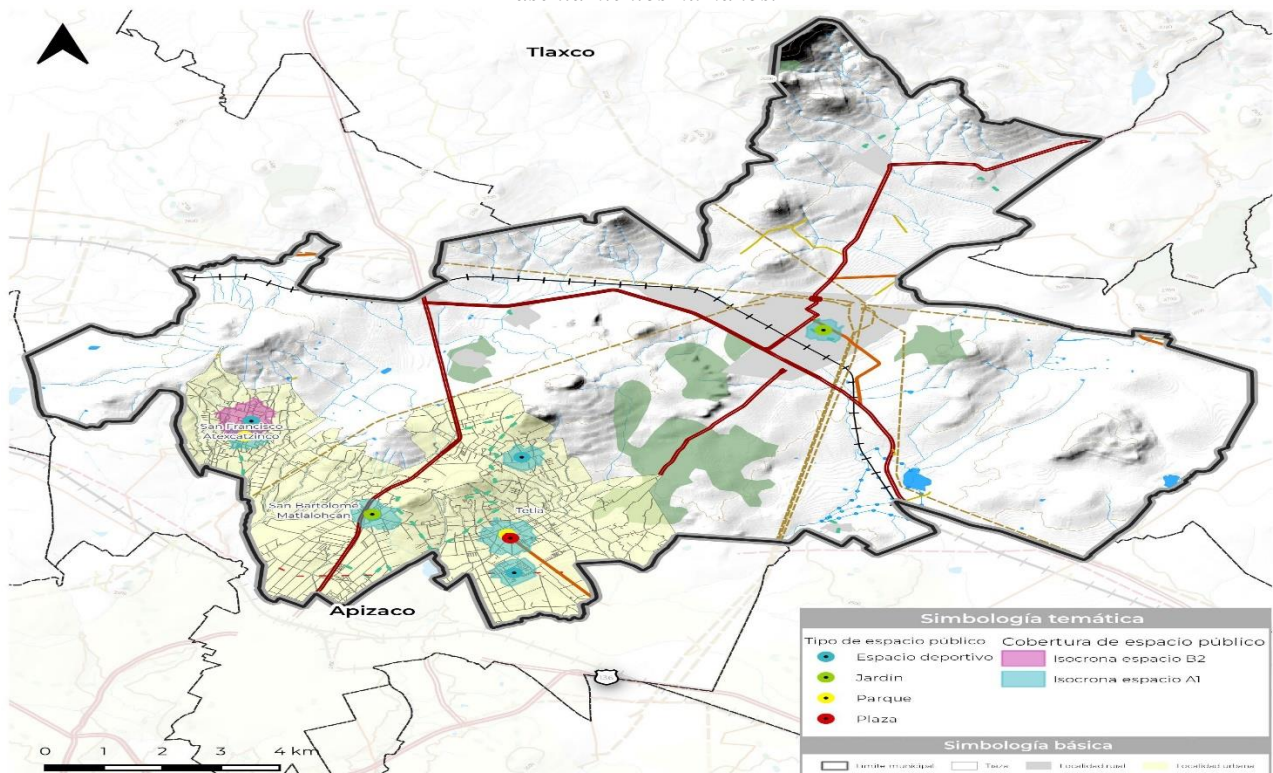 Tlaxco
San Francisco
Atexcatzinco
San Bartolomé
Matlalohcan
Tetla
Apizaco
0 1 2 3 4 km
136
Simbología temática
Tipo de espacio público
Espacio deportivo
Jardín
Parque
Plaza
Cobertura de espacio público
Isocrona espacio B2
Isocrona espacio A1
Simbología básica
Límite municipal
Traza
Localidad rural
Localidad urbana